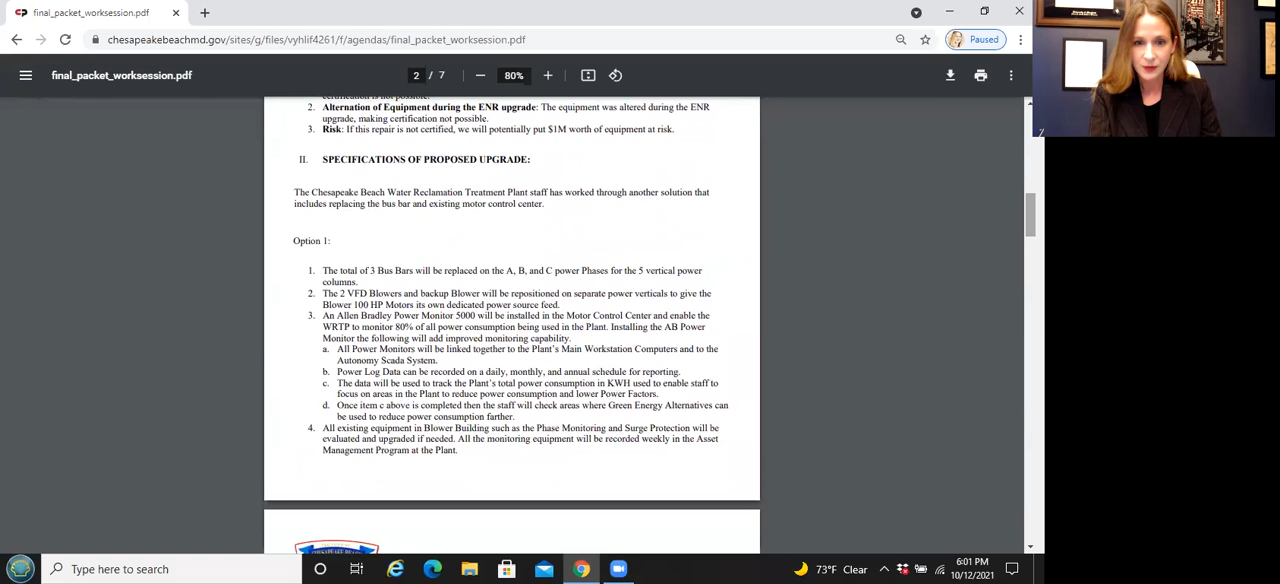 final_packet_worksession.pdf
chesapeakebeachmd.gov/sites/g/files/vyhlif4261/f/agendas/final_packet_worksession.pdf
Paused
final_packet_worksession.pdf
2 / 7
80%
certification is not possible.
2. Alternation of Equipment during the ENR upgrade: The equipment was altered during the ENR
upgrade, making certification not possible.
3. Risk: If this repair is not certified, we will potentially put $1M worth of equipment at risk.
II. SPECIFICATIONS OF PROPOSED UPGRADE:
The Chesapeake Beach Water Reclamation Treatment Plant staff has worked through another solution that
includes replacing the bus bar and existing motor control center.
Option 1:
1. The total of 3 Bus Bars will be replaced on the A, B, and C power Phases for the 5 vertical power
columns.
2. The 2 VFD Blowers and backup Blower will be repositioned on separate power verticals to give the
Blower 100 HP Motors its own dedicated power source feed.
3. An Allen Bradley Power Monitor 5000 will be installed in the Motor Control Center and enable the
WRTP to monitor 80% of all power consumption being used in the Plant. Installing the AB Power
Monitor the following will add improved monitoring capability.
a. All Power Monitors will be linked together to the Plant's Main Workstation Computers and to the
Autonomy Scada System.
b. Power Log Data can be recorded on a daily, monthly, and annual schedule for reporting.
c. The data will be used to track the Plant's total power consumption in KWH used to enable staff to
focus on areas in the Plant to reduce power consumption and lower Power Factors.
d. Once item c above is completed then the staff will check areas where Green Energy Alternatives can
be used to reduce power consumption farther.
4. All existing equipment in Blower Building such as the Phase Monitoring and Surge Protection will be
evaluated and upgraded if needed. All the monitoring equipment will be recorded weekly in the Asset
Management Program at the Plant.
CHESAPEAKE BEACH
Type here to search
73°F Clear
6:01 PM
10/12/2021